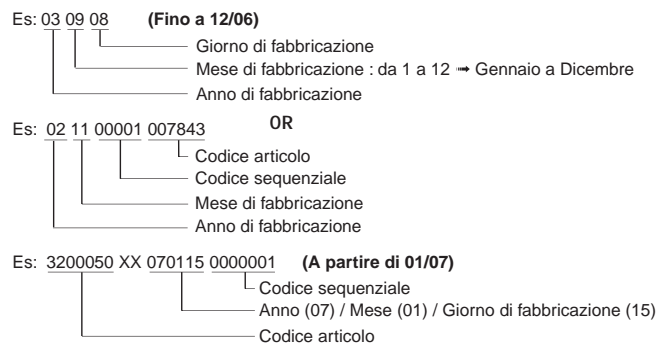 Es: 03 09 08 (Fino a 12/06)
Giorno di fabbricazione
Mese di fabbricazione : da 1 a 12 ➟ Gennaio a Dicembre
Anno di fabbricazione
Es: 02 11 00001 007843 OR
Codice articolo
Codice sequenziale
Mese di fabbricazione
Anno di fabbricazione
Es: 3200050 XX 070115 0000001 (A partire di 01/07)
Codice sequenziale
Anno (07) / Mese (01) / Giorno di fabbricazione (15)
Codice articolo